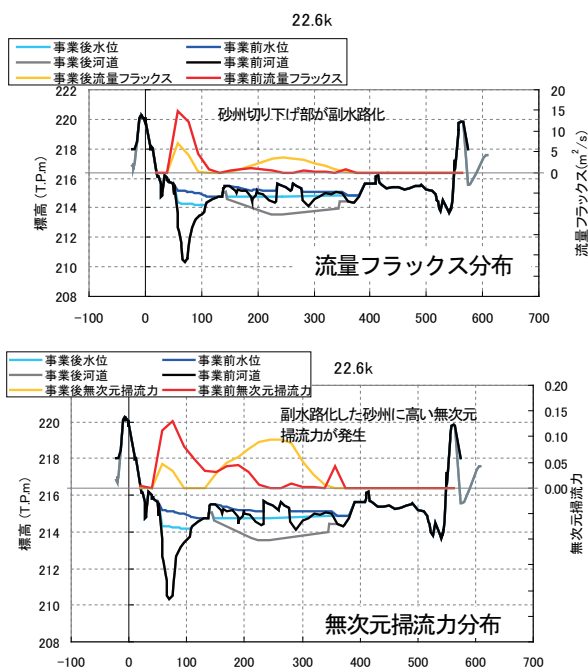 22.6k
事業後水位 事業前水位
事業後河道 事業前河道
事業後流量フラックス 事業前流量フラックス
222 20
220 15
218 10
216 5
214 0
212
210
208
標高(T.P.m)
流量フラックス(m²/s)
砂州切り下げ部が副水路化
流量フラックス分布
-100 0 100 200 300 400 500 600 700
22.6k
事業後水位 事業前水位
事業後河道 事業前河道
事業後無次元掃流力 事業前無次元掃流力
220 0.20
218 0.15
216 0.10
214 0.05
212 0.00
210
208
標高(T.P.m)
無次元掃流力
副水路化した砂州に高い無次元
掃流力が発生
無次元掃流力分布
-100 0 100 200 300 400 500 600 700